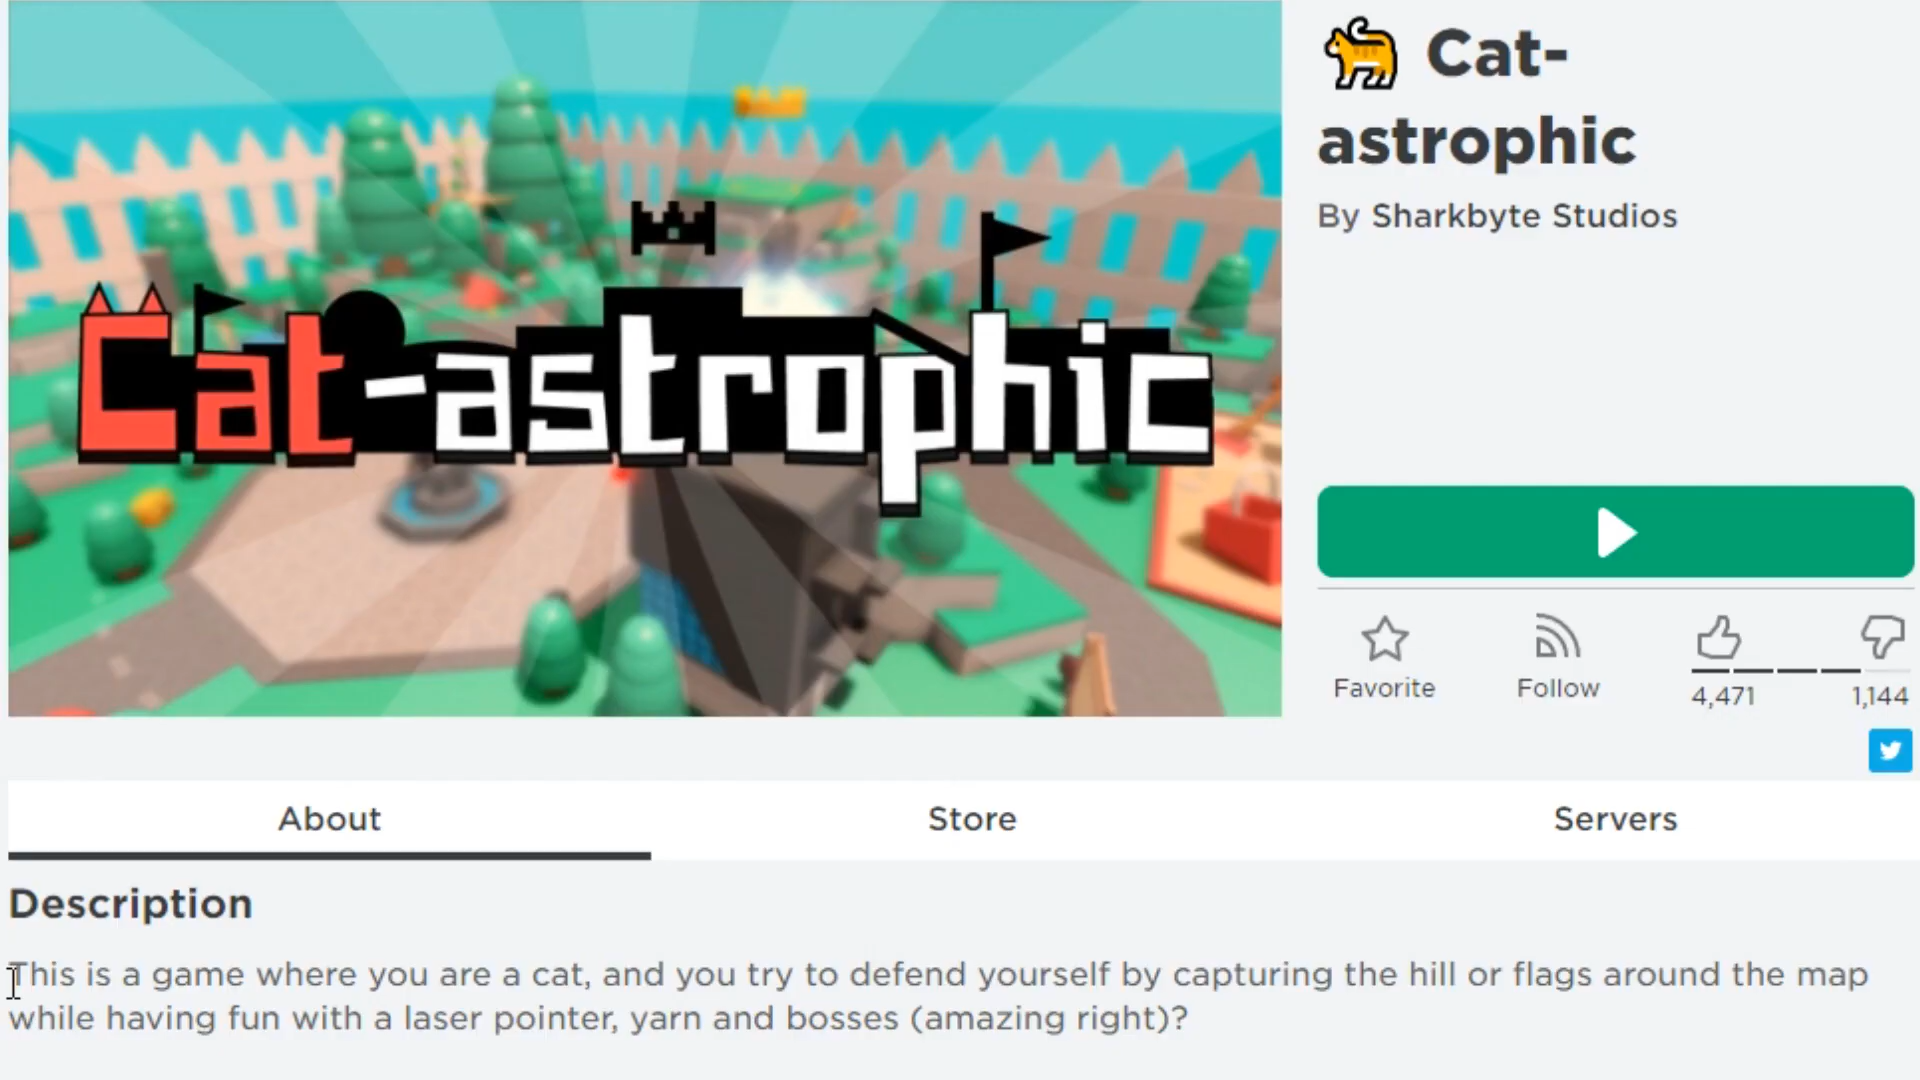 Cat-astrophic
Cat-
astrophic
By Sharkbyte Studios
Favorite
Follow
4,471
1,144
About
Store
Servers
Description
This is a game where you are a cat, and you try to defend yourself by capturing the hill or flags around the map
while having fun with a laser pointer, yarn and bosses (amazing right)?